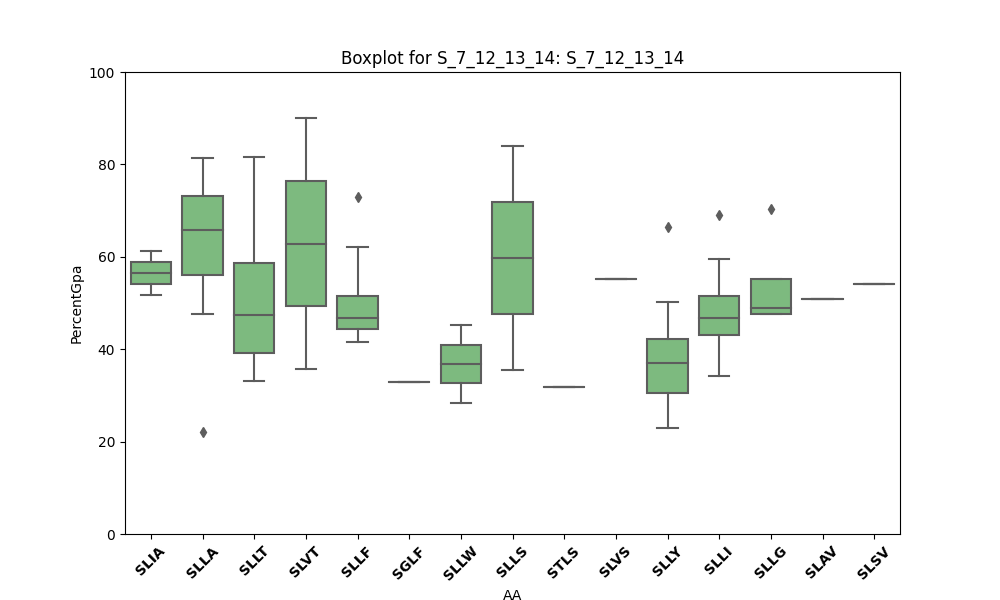 Boxplot for S_7_12_13_14: S_7_12_13_14
100
80
60
40
20
0
PercentGpa
SLIA SLLA SLLT SLVT SLLF SGLF SLLW SLLS STLS SLVS SLLY SLLI SLLG SLAV SLSV
AA